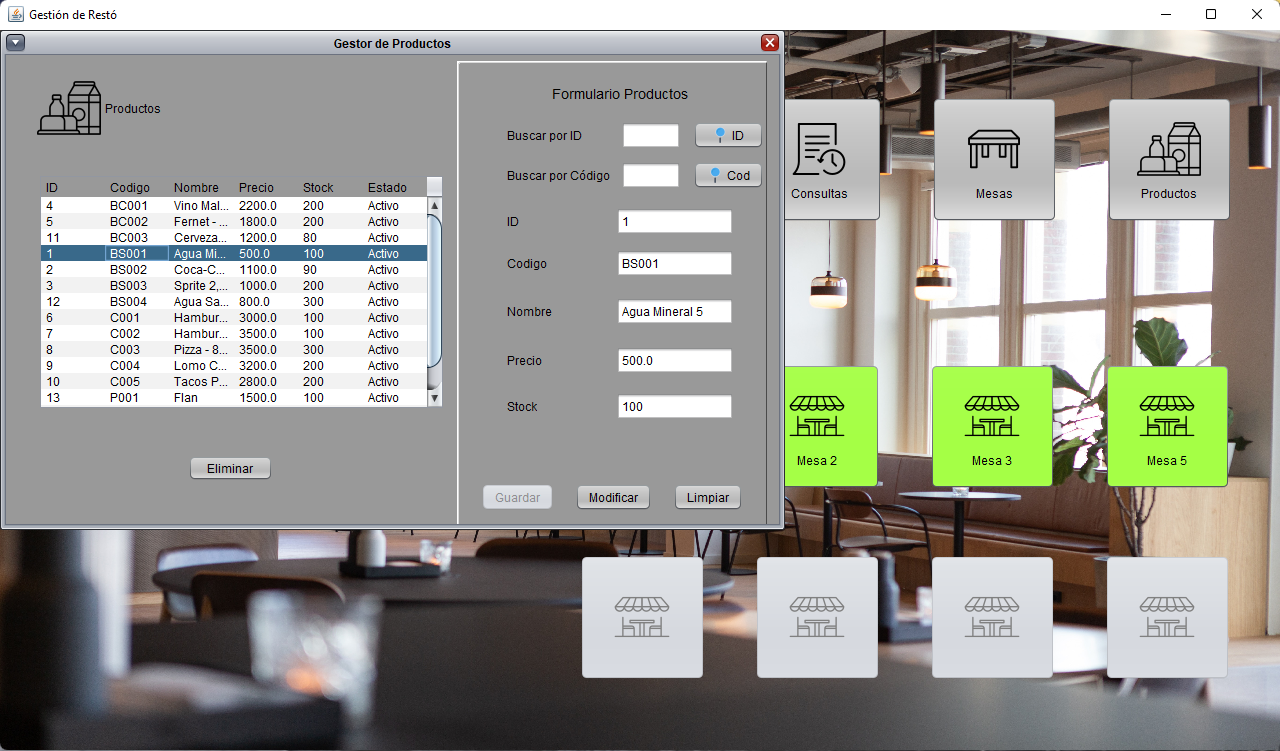 Gestión de Restó
Gestor de Productos
Productos
ID Codigo Nombre Precio Stock Estado
4 BC001 Vino Mal... 2200.0 200 Activo
5 BC002 Fernet - ... 1800.0 200 Activo
11 BC003 Cerveza... 1200.0 80 Activo
1 BS001 Agua Mi... 500.0 100 Activo
2 BS002 Coca-C... 1100.0 90 Activo
3 BS003 Sprite 2,... 1000.0 200 Activo
12 BS004 Agua Sa... 800.0 300 Activo
6 C001 Hambur... 3000.0 100 Activo
7 C002 Hambur... 3500.0 100 Activo
8 C003 Pizza - 8... 3500.0 300 Activo
9 C004 Lomo C... 3200.0 200 Activo
10 C005 Tacos P... 2800.0 200 Activo
13 P001 Flan 1500.0 100 Activo
Eliminar
Formulario Productos
Buscar por ID ID
Buscar por Código Cod
ID 1
Codigo BS001
Nombre Agua Mineral 5
Precio 500.0
Stock 100
Guardar Modificar Limpiar
Consultas Mesas Productos
Mesa 2 Mesa 3 Mesa 5